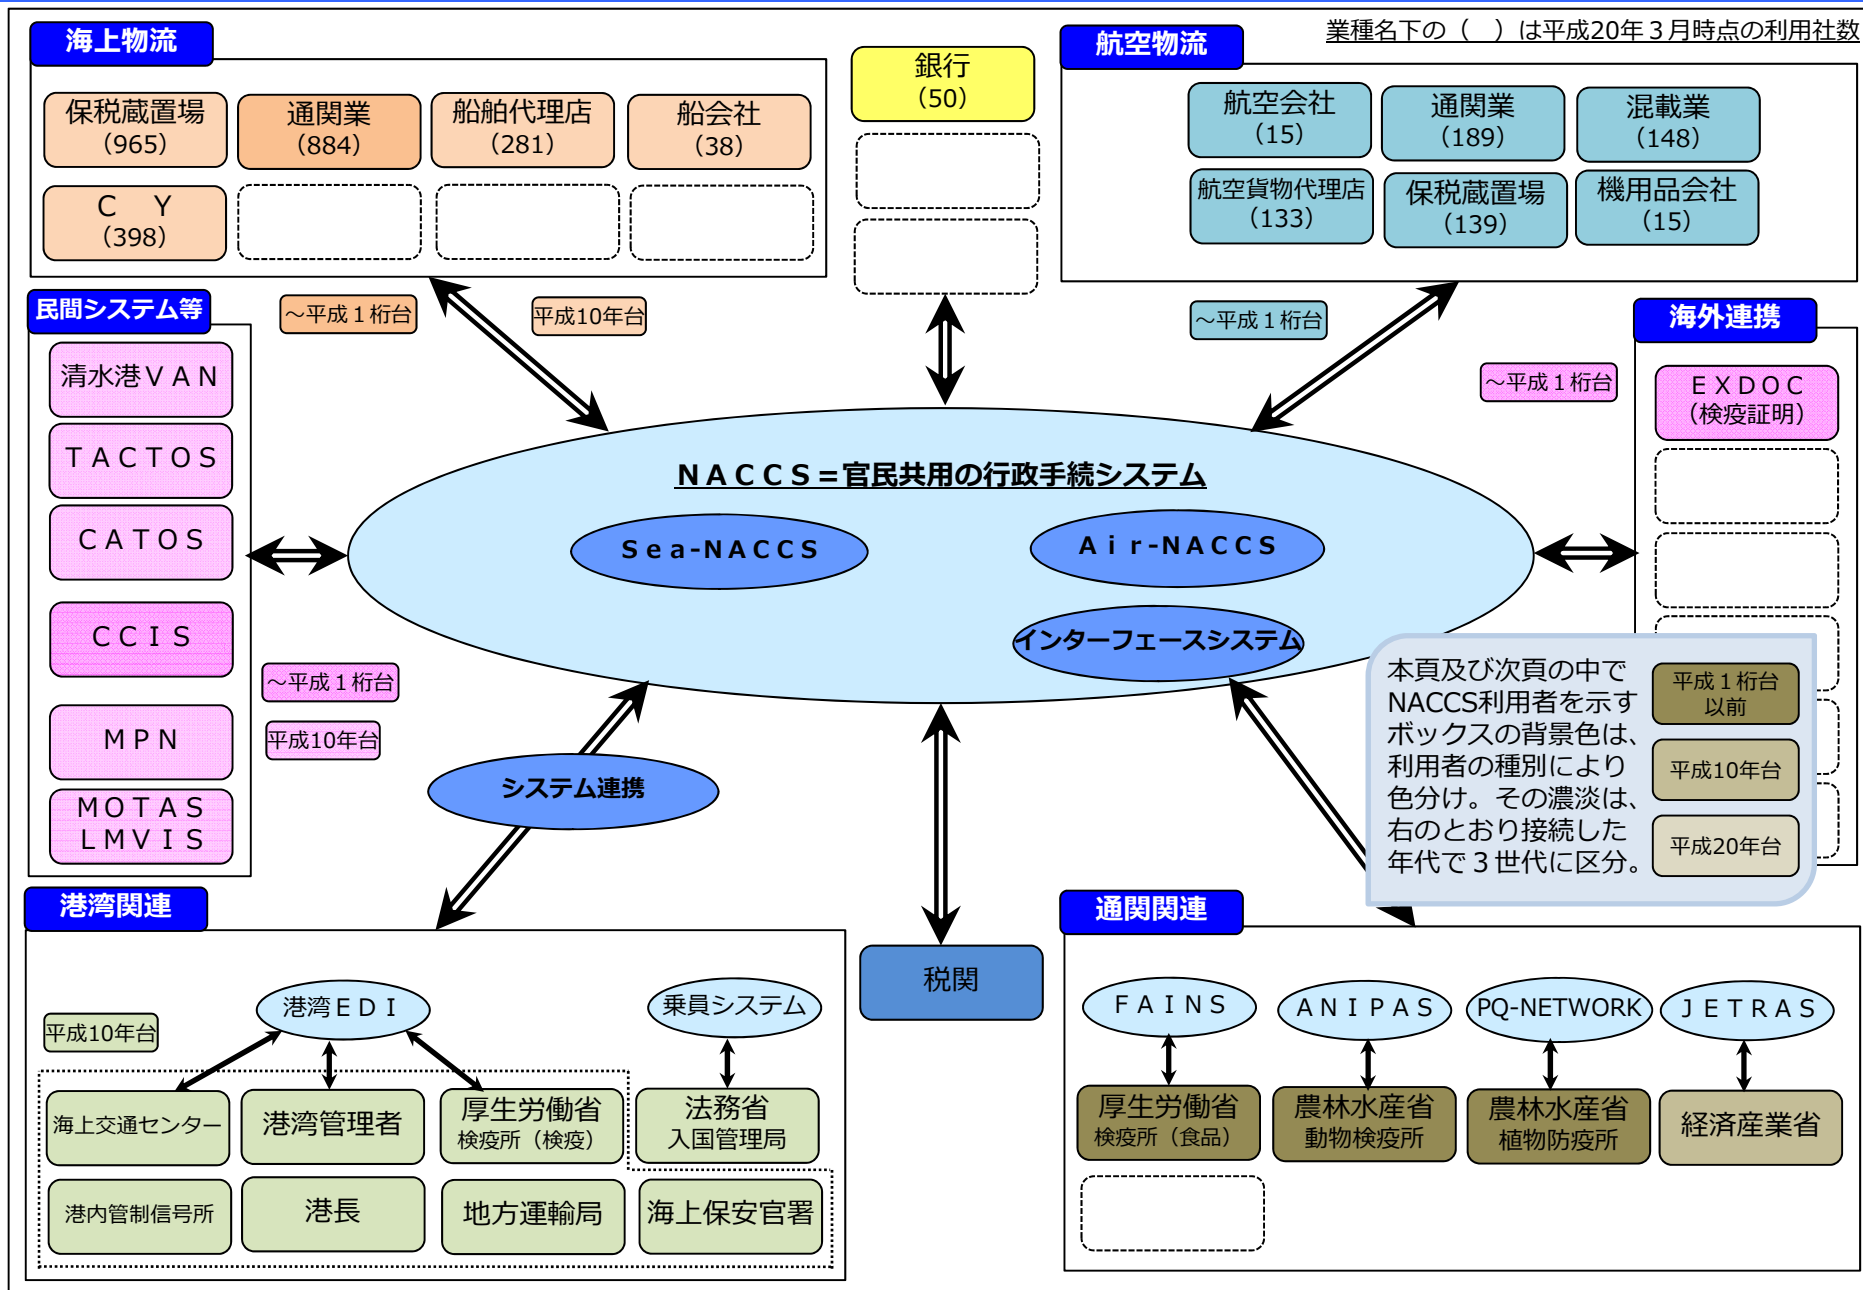 業種名下の（　）は平成20年３月時点の利用社数
海上物流
保税蔵置場
（965）
通関業
（884）
船舶代理店
（281）
船会社
（38）
Ｃ　Ｙ
（398）
銀行
（50）
航空物流
航空会社
（15）
通関業
（189）
混載業
（148）
航空貨物代理店
（133）
保税蔵置場
（139）
機用品会社
（15）
～平成１桁台
平成10年台
～平成１桁台
民間システム等
清水港ＶＡＮ
ＴＡＣＴＯＳ
ＣＡＴＯＳ
ＣＣＩＳ
ＭＰＮ
ＭＯＴＡＳ
ＬＭＶＩＳ
～平成１桁台
平成10年台
海外連携
～平成１桁台
ＥＸＤＯＣ
（検疫証明）
ＮＡＣＣＳ＝官民共用の行政手続システム
Ｓｅａ-ＮＡＣＣＳ
Ａｉｒ-ＮＡＣＣＳ
インターフェースシステム
システム連携
本頁及び次頁の中で
NACCS利用者を示す
ボックスの背景色は、
利用者の種別により
色分け。その濃淡は、
右のとおり接続した
年代で３世代に区分。
平成１桁台
以前
平成10年台
平成20年台
港湾関連
港湾ＥＤＩ
乗員システム
平成10年台
海上交通センター
港湾管理者
厚生労働省
検疫所（検疫）
法務省
入国管理局
港内管制信号所
港長
地方運輸局
海上保安官署
税関
通関関連
ＦＡＩＮＳ
ＡＮＩＰＡＳ
PQ-NETWORK
ＪＥＴＲＡＳ
厚生労働省
検疫所（食品）
農林水産省
動物検疫所
農林水産省
植物防疫所
経済産業省